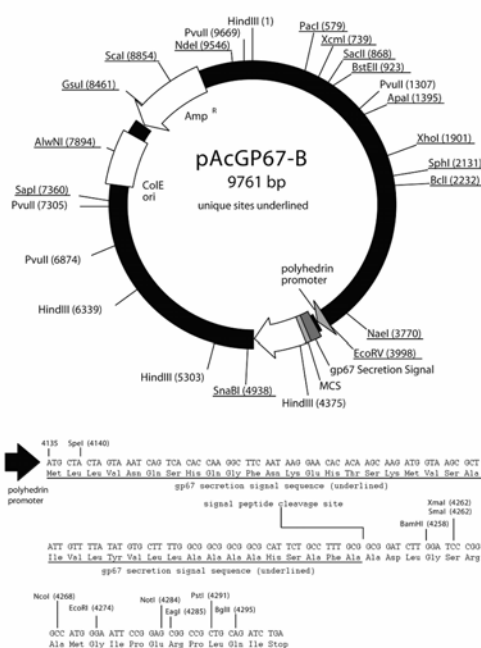 HindIII (1)
PvuII (9669)
NdeI (9546)
ScaI (8854)
GsuI (8461)
AlwNI (7894)
SapI (7360)
PvuII (7305)
PvuII (6874)
HindIII (6339)
HindIII (5303)
SnaBI (4938)
PacI (579)
XcmI (739)
SacII (868)
BstEII (923)
PvuII (1307)
ApaI (1395)
XhoI (1901)
SphI (2131)
BclI (2232)
NaeI (3770)
EcoRV (3998)
gp67 Secretion Signal
MCS
HindIII (4375)
polyhedrin
promoter
Amp R
ColE
ori
pAcGP67-B
9761 bp
unique sites underlined
4135 SpeI (4140)
ATG CTA CTA GTA AAT CAG TCA CAC CAA GGC TTC AAT AAG GAA CAC ACA AGC AAG ATG GTA AGC GCT
Met Leu Leu Val Asn Gln Ser His Gln Gly Phe Asn Lys Glu His Thr Ser Lys Met Val Ser Ala
polyhedrin
promoter
gp67 secretion signal sequence (underlined)
signal peptide cleavage site
XmaI (4262)
SmaI (4262)
BamHI (4258)
ATT GTT TTA TAT GTG CTT TTG GCG GCG GCG GCG CAT TCT GCC TTT GCG GCG GAT CTT GGA TCC CGG
Ile Val Leu Tyr Val Leu Leu Ala Ala Ala Ala His Ser Ala Phe Ala Ala Asp Leu Gly Ser Arg
gp67 secretion signal sequence (underlined)
NcoI (4268)
EcoRI (4274)
NotI (4284)
EagI (4285)
PstI (4291)
BglII (4295)
GCC ATG GGA ATT CCG GAG CGG CCG CTG CAG ATC TGA
Ala Met Gly Ile Pro Glu Arg Pro Leu Gln Ile Stop